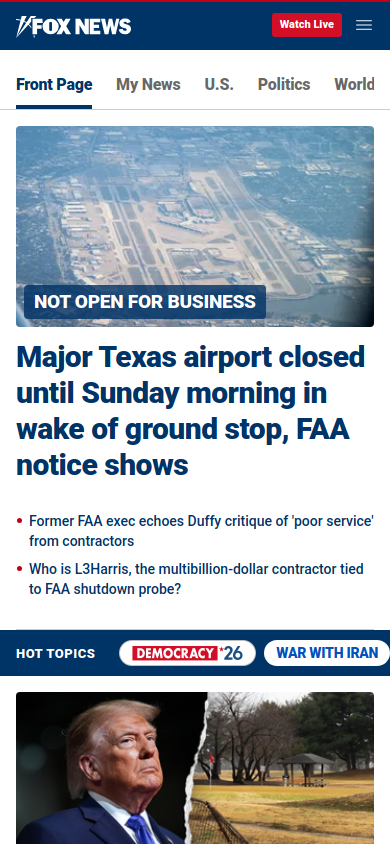 FOX NEWS
Watch Live
Front Page
My News
U.S.
Politics
World
NOT OPEN FOR BUSINESS
Major Texas airport closed
until Sunday morning in
wake of ground stop, FAA
notice shows
Former FAA exec echoes Duffy critique of 'poor service'
from contractors
Who is L3Harris, the multibillion-dollar contractor tied
to FAA shutdown probe?
HOT TOPICS
DEMOCRACY '26
WAR WITH IRAN